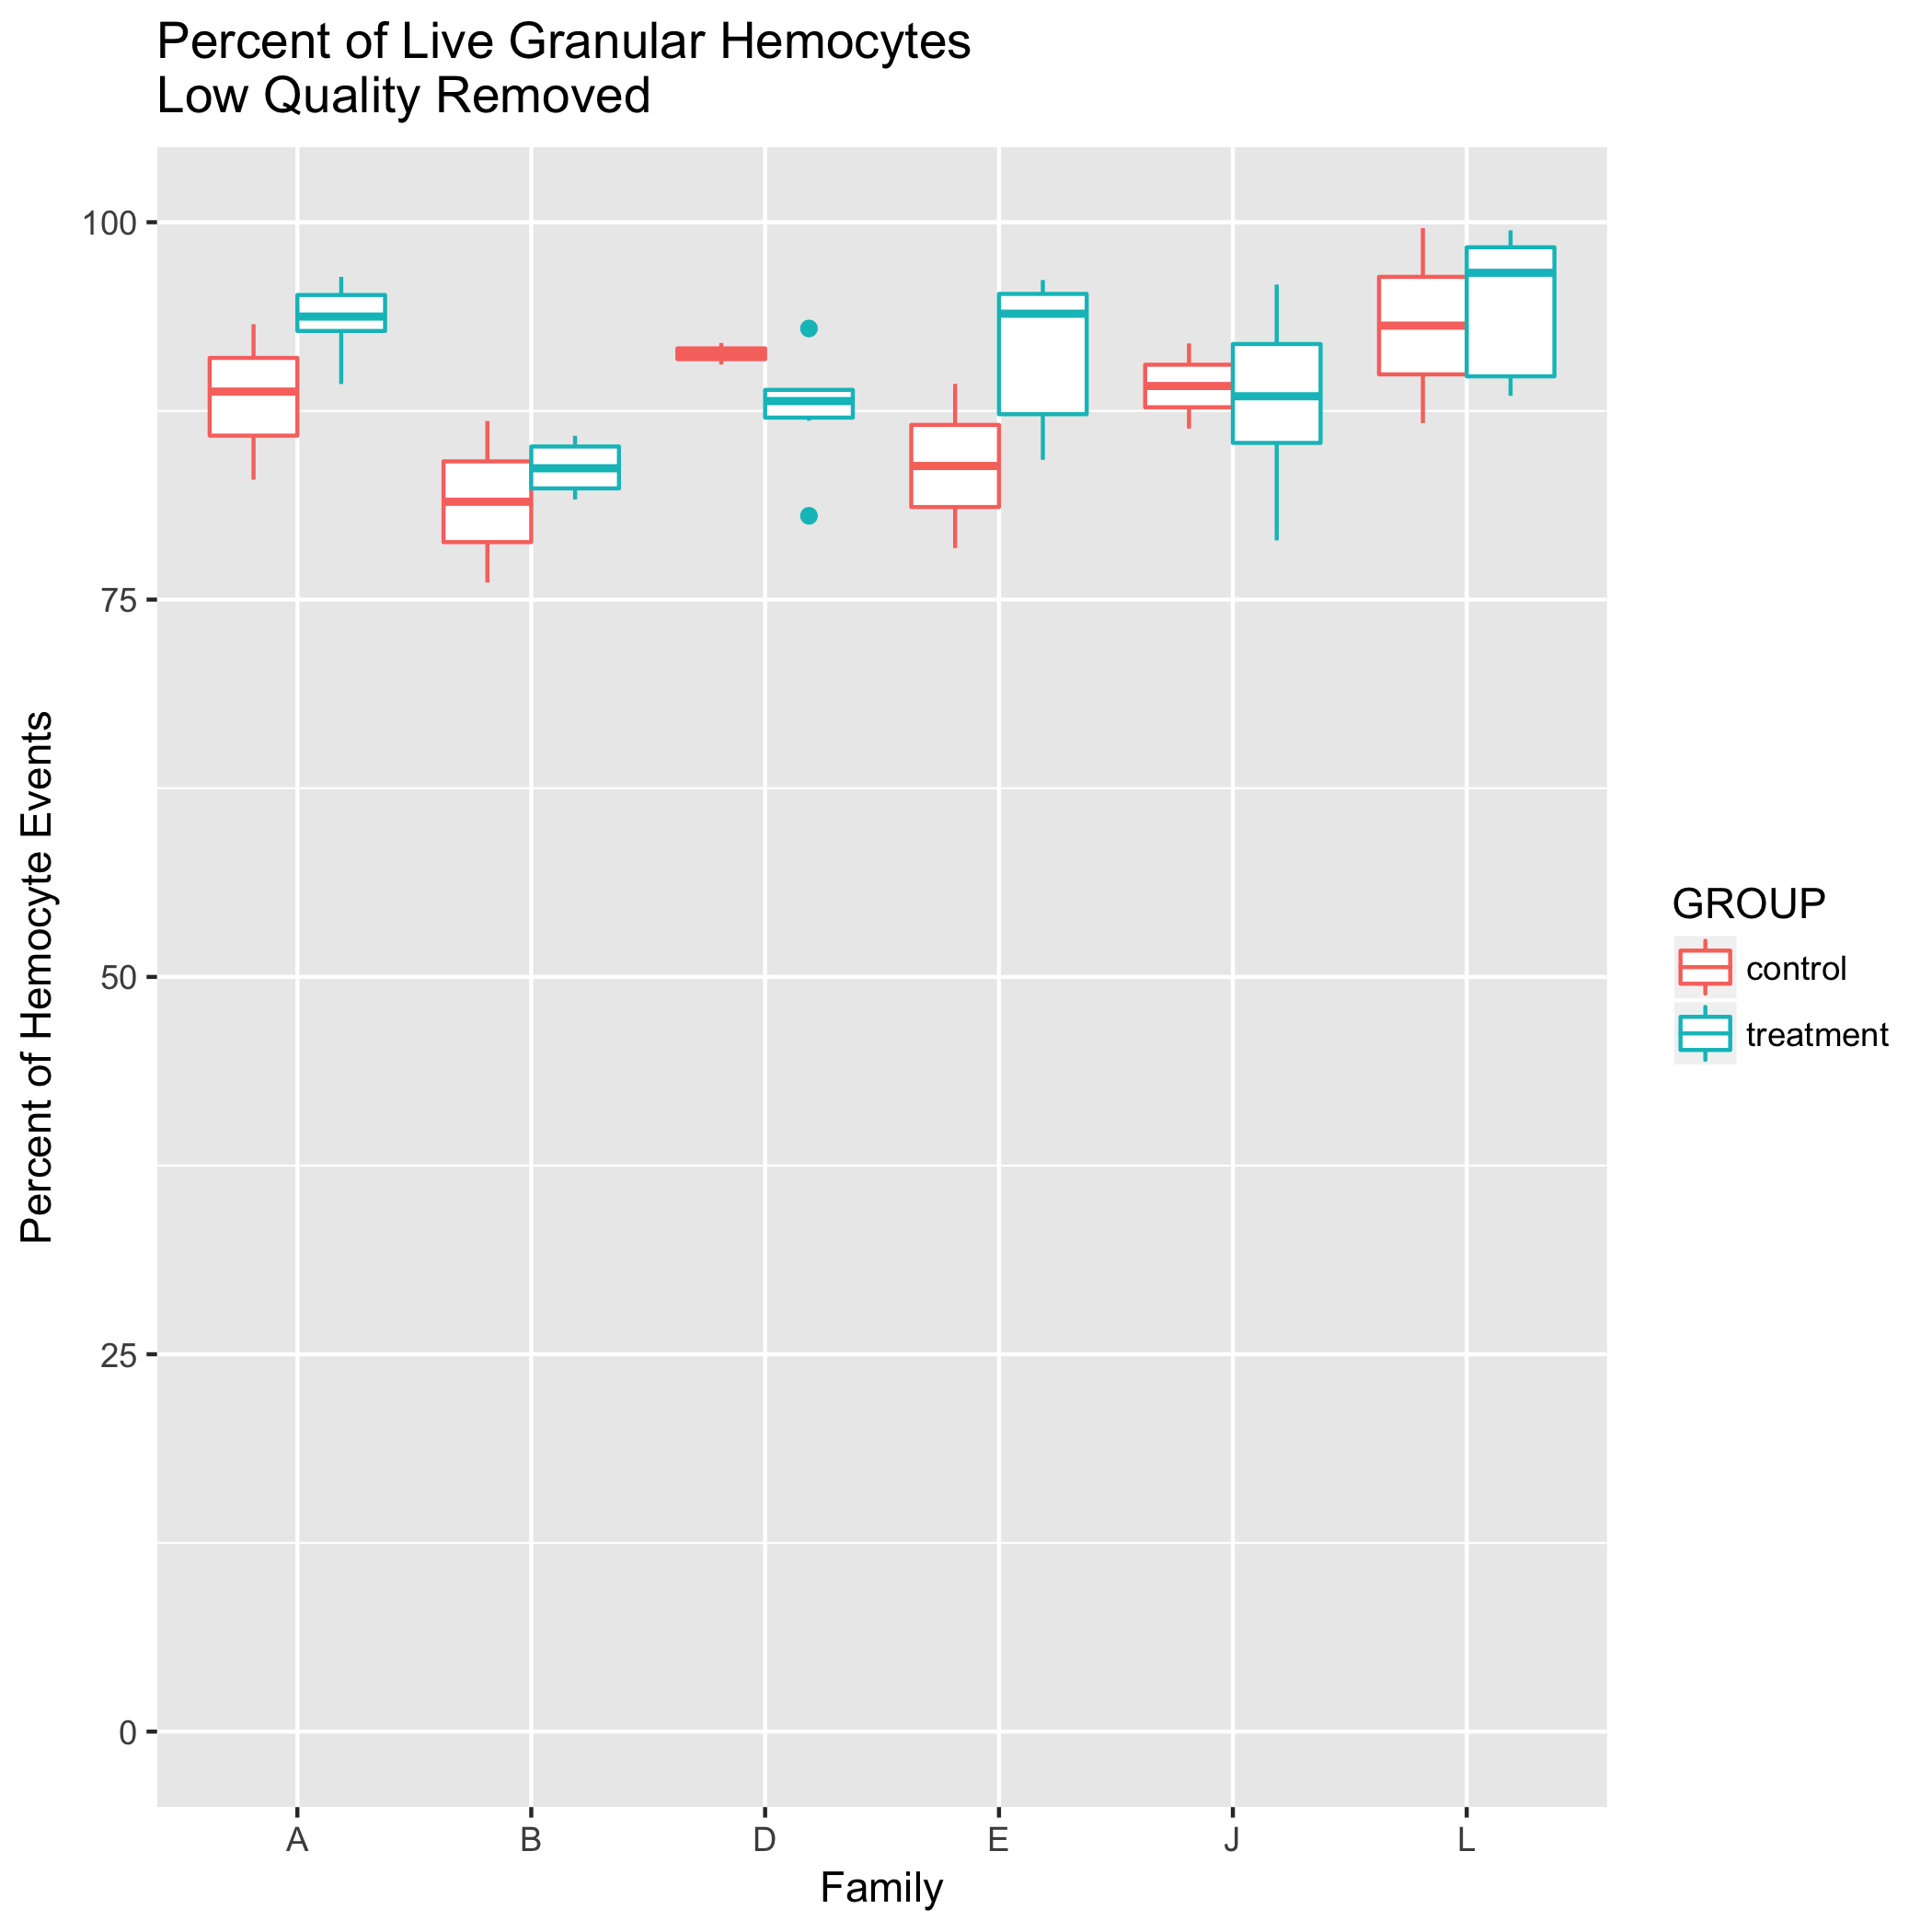 Percent of Live Granular Hemocytes
Low Quality Removed
Percent of Hemocyte Events
100
75
50
25
0
A B D E J L
Family
GROUP
control
treatment